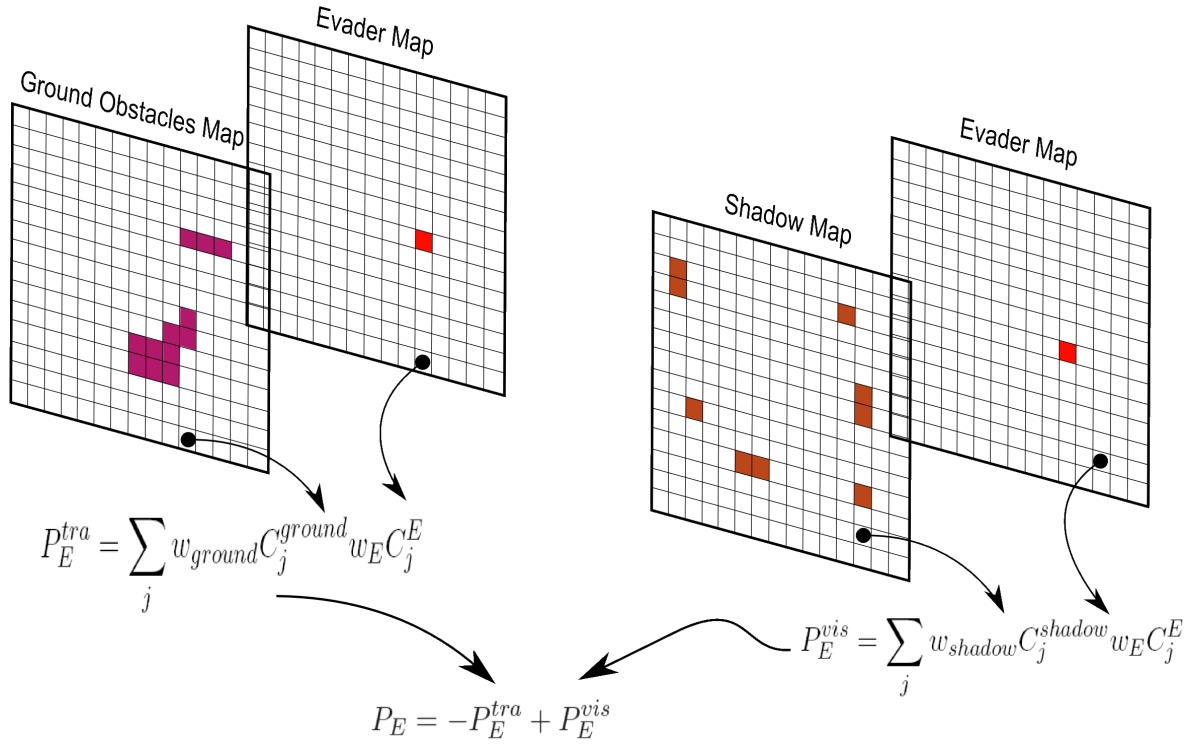 Evader Map
Ground Obstacles Map
Evader Map
Shadow Map
$P_E^{tra} = \sum_j w_{ground} C_j^{ground} w_E C_j^E$
$P_E^{vis} = \sum_j w_{shadow} C_j^{shadow} w_E C_j^E$
$P_E = -P_E^{tra} + P_E^{vis}$